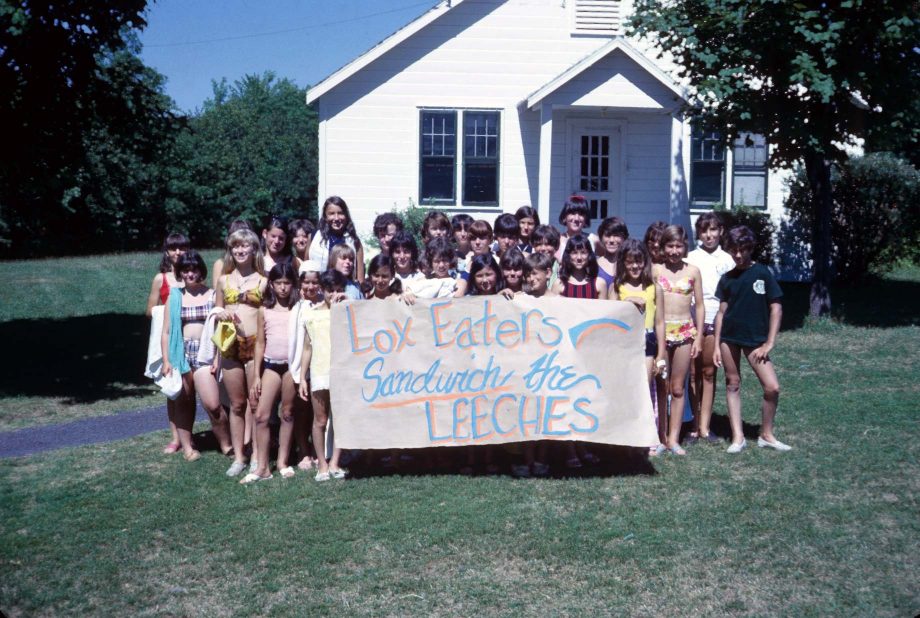 Lox Eaters
Sandwich the
LEECHES